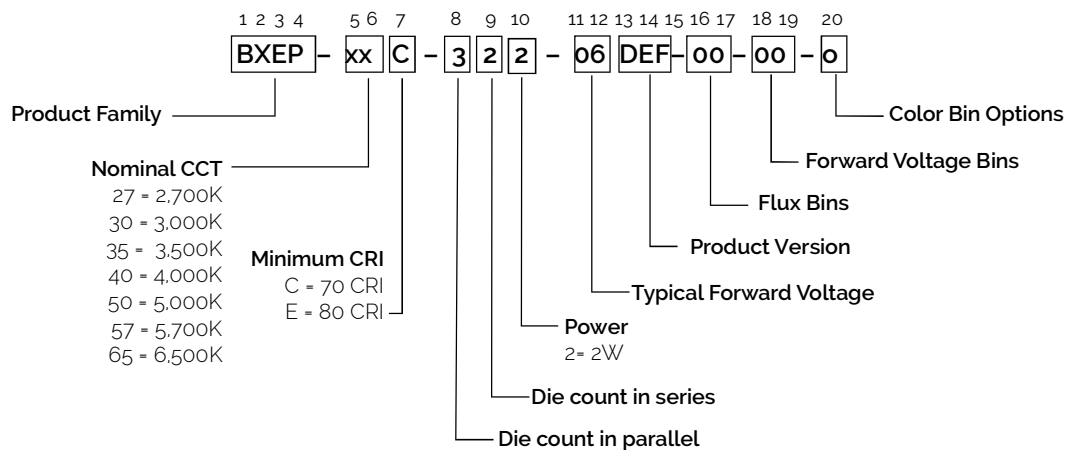 1 2 3 4 5 6 7 8 9 10 11 12 13 14 15 16 17 18 19 20
BXEP – xx C – 3 2 2 – 06 DEF – 00 – 00 – 0
Product Family
Color Bin Options
Nominal CCT
27 = 2,700K
30 = 3,000K
35 = 3,500K
40 = 4,000K
50 = 5,000K
57 = 5,700K
65 = 6,500K
Forward Voltage Bins
Flux Bins
Product Version
Minimum CRI
C = 70 CRI
E = 80 CRI
Typical Forward Voltage
Power
2= 2W
Die count in series
Die count in parallel